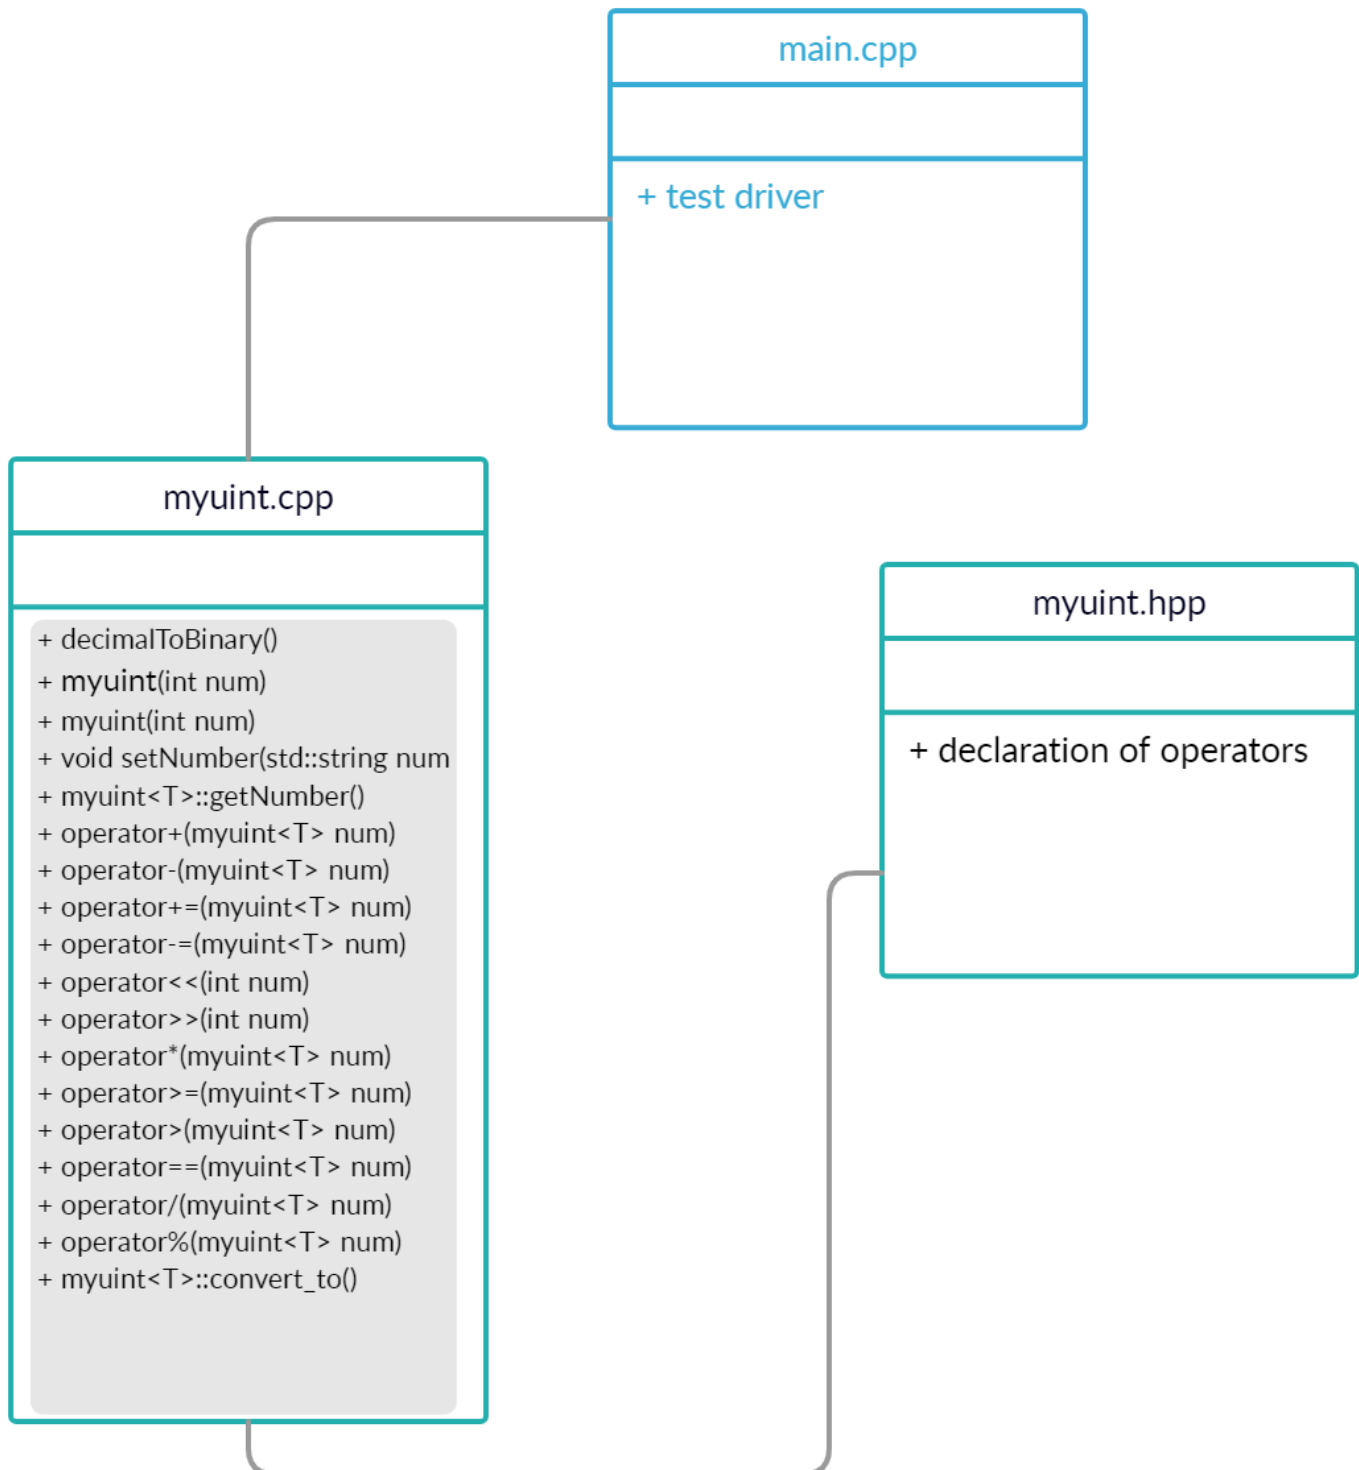 main.cpp
+ test driver
myuint.cpp
+ decimalToBinary()
+ myuint(int num)
+ myuint(int num)
+ void setNumber(std::string num
+ myuint<T>::getNumber()
+ operator+(myuint<T> num)
+ operator-(myuint<T> num)
+ operator+=(myuint<T> num)
+ operator-=(myuint<T> num)
+ operator<<(int num)
+ operator>>(int num)
+ operator*(myuint<T> num)
+ operator>=(myuint<T> num)
+ operator>(myuint<T> num)
+ operator==(myuint<T> num)
+ operator/(myuint<T> num)
+ operator%(myuint<T> num)
+ myuint<T>::convert_to()
myuint.hpp
+ declaration of operators